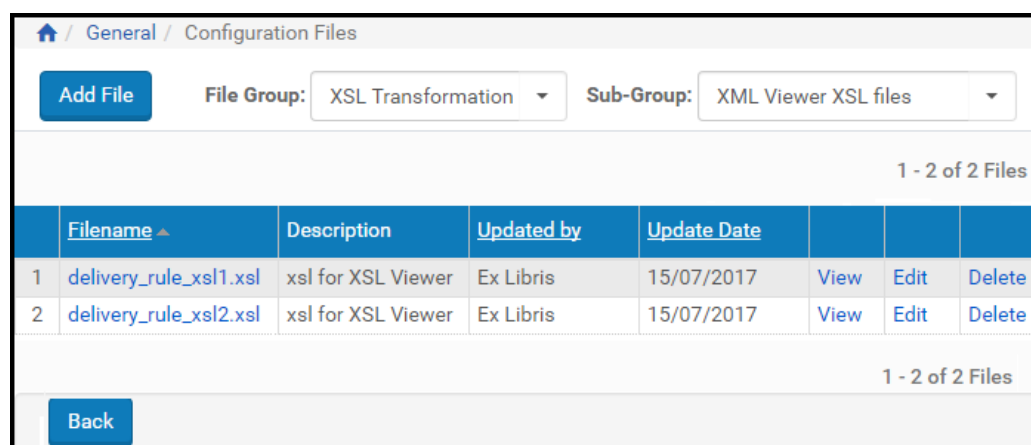 / General / Configuration Files
Add File File Group: XSL Transformation Sub-Group: XML Viewer XSL files
1 - 2 of 2 Files
Filename Description Updated by Update Date
1 delivery_rule_xsl1.xsl xsl for XSL Viewer Ex Libris 15/07/2017 View Edit Delete
2 delivery_rule_xsl2.xsl xsl for XSL Viewer Ex Libris 15/07/2017 View Edit Delete
1 - 2 of 2 Files
Back